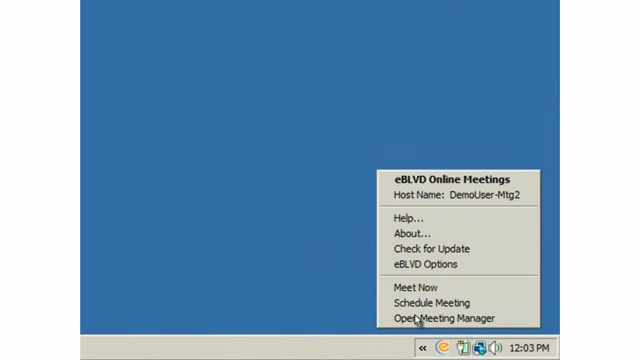 eBLVD Online Meetings
Host Name: DemoUser-Mtg2
Help...
About...
Check for Update
eBLVD Options
Meet Now
Schedule Meeting
Open Meeting Manager
« 12:03 PM